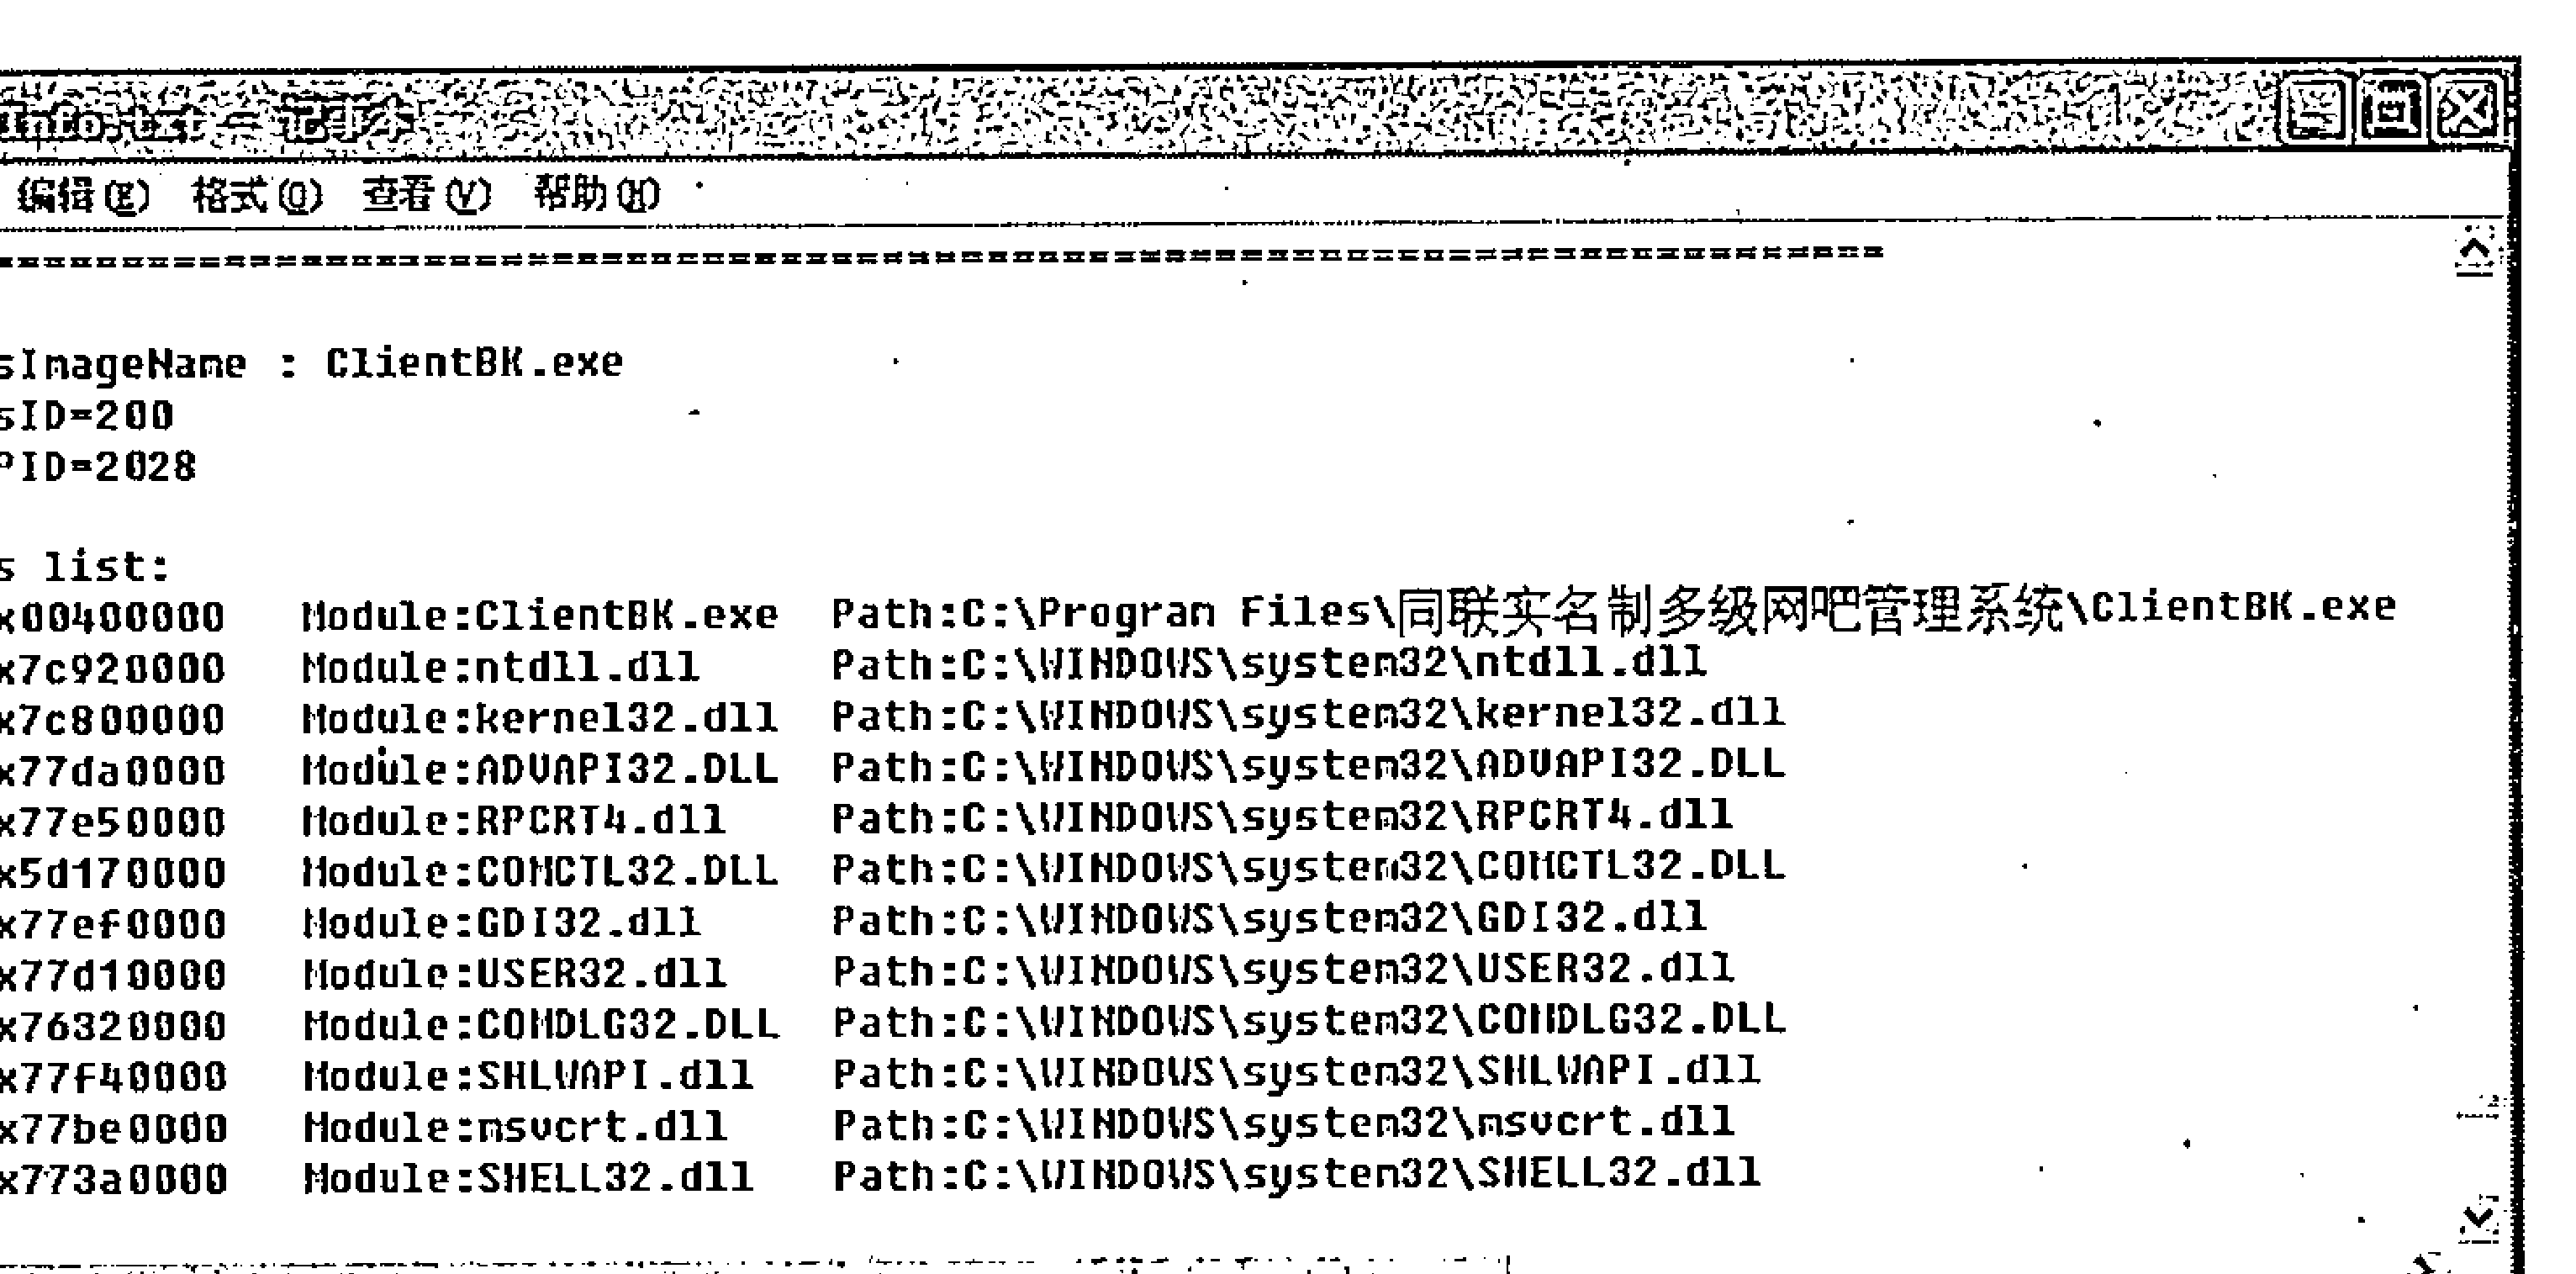 Info.txt - 记事本
编辑(E) 格式(O) 查看(V) 帮助(H)
==========================================================================
sImageName : ClientBK.exe
sID=200
PID=2028
s list:
x00400000 Module:ClientBK.exe Path:C:\Program Files\同联实名制多级网吧管理系统\ClientBK.exe
x7c920000 Module:ntdll.dll Path:C:\WINDOWS\system32\ntdll.dll
x7c800000 Module:kernel32.dll Path:C:\WINDOWS\system32\kernel32.dll
x77da0000 Module:ADVAPI32.DLL Path:C:\WINDOWS\system32\ADVAPI32.DLL
x77e50000 Module:RPCRT4.dll Path:C:\WINDOWS\system32\RPCRT4.dll
x5d170000 Module:COMCTL32.DLL Path:C:\WINDOWS\system32\COMCTL32.DLL
x77ef0000 Module:GDI32.dll Path:C:\WINDOWS\system32\GDI32.dll
x77d10000 Module:USER32.dll Path:C:\WINDOWS\system32\USER32.dll
x76320000 Module:COMDLG32.DLL Path:C:\WINDOWS\system32\COMDLG32.DLL
x77f40000 Module:SHLWAPI.dll Path:C:\WINDOWS\system32\SHLWAPI.dll
x77be0000 Module:msvcrt.dll Path:C:\WINDOWS\system32\msvcrt.dll
x773a0000 Module:SHELL32.dll Path:C:\WINDOWS\system32\SHELL32.dll